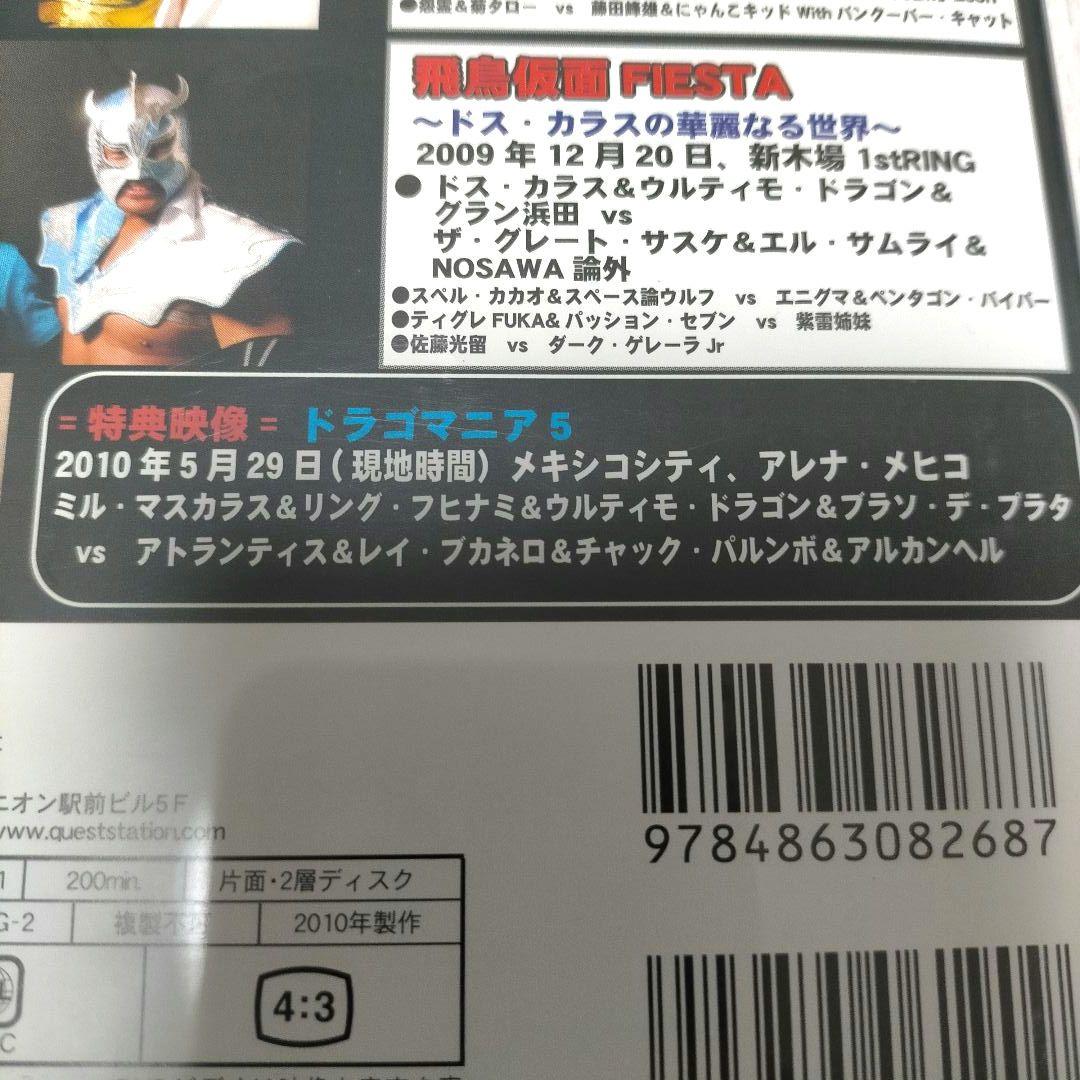 ●怨霊＆菊タロー vs 藤田峰雄＆にゃんこキッド With バンクーバー・キャット
飛鳥仮面 FIESTA
～ドス・カラスの華麗なる世界～
2009 年 12 月 20 日、新木場 1stRING
● ドス・カラス＆ウルティモ・ドラゴン＆
グラン浜田 vs
ザ・グレート・サスケ＆エル・サムライ＆
NOSAWA 論外
●スペル・カカオ＆スペース論ウルフ vs エニグマ＆ペンタゴン・バイパー
●ティグレ FUKA& パッション・セブン vs 紫雷姉妹
●佐藤光留 vs ダーク・ゲレーラ Jr
= 特典映像 = ドラゴマニア 5
2010 年 5 月 29 日 ( 現地時間） メキシコシティ、アレナ・メヒコ
ミル・マスカラス＆リング・フヒナミ＆ウルティモ・ドラゴン＆ブラソ・デ・プラタ
vs アトランティス＆レイ・ブカネロ＆チャック・パルンボ＆アルカンヘル
ニオン駅前ビル5F
www.queststation.com
9784863082687
1 200min. 片面・2層ディスク
G-2 複製不可 2010年製作
4:3
C